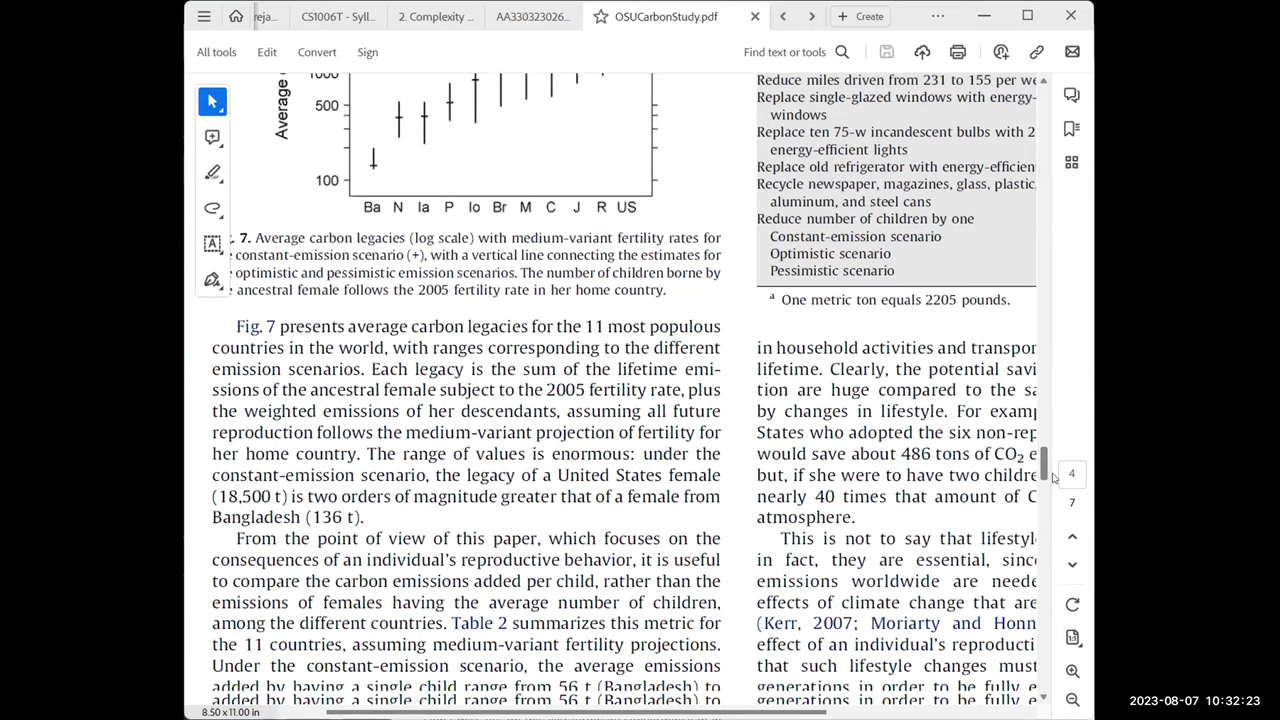 reja...
CS1006T - Syll...
2. Complexity ...
AA330323026...
OSUCarbonStudy.pdf
Create
All tools
Edit
Convert
Sign
Find text or tools
1000
500
100
Average
Ba N Ia P Io Br M C J R US
. 7. Average carbon legacies (log scale) with medium-variant fertility rates for
constant-emission scenario (+), with a vertical line connecting the estimates for
optimistic and pessimistic emission scenarios. The number of children borne by
ancestral female follows the 2005 fertility rate in her home country.
Fig. 7 presents average carbon legacies for the 11 most populous
countries in the world, with ranges corresponding to the different
emission scenarios. Each legacy is the sum of the lifetime emi-
ssions of the ancestral female subject to the 2005 fertility rate, plus
the weighted emissions of her descendants, assuming all future
reproduction follows the medium-variant projection of fertility for
her home country. The range of values is enormous: under the
constant-emission scenario, the legacy of a United States female
(18,500 t) is two orders of magnitude greater that of a female from
Bangladesh (136 t).
From the point of view of this paper, which focuses on the
consequences of an individual's reproductive behavior, it is useful
to compare the carbon emissions added per child, rather than the
emissions of females having the average number of children,
among the different countries. Table 2 summarizes this metric for
the 11 countries, assuming medium-variant fertility projections.
Under the constant-emission scenario, the average emissions
added by having a single child range from 56 t (Bangladesh) to
added by having a single child range from 56 t (Bangladesh) to
Reduce miles driven from 231 to 155 per we
Replace single-glazed windows with energy-
windows
Replace ten 75-w incandescent bulbs with 2
energy-efficient lights
Replace old refrigerator with energy-efficien
Recycle newspaper, magazines, glass, plastic,
aluminum, and steel cans
Reduce number of children by one
Constant-emission scenario
Optimistic scenario
Pessimistic scenario
a One metric ton equals 2205 pounds.
in household activities and transpor
lifetime. Clearly, the potential savi
tion are huge compared to the sa
by changes in lifestyle. For examp
States who adopted the six non-rep
would save about 486 tons of CO2 e
but, if she were to have two childre
nearly 40 times that amount of C
atmosphere.
This is not to say that lifestyl
in fact, they are essential, sinc
emissions worldwide are neede
effects of climate change that are
(Kerr, 2007; Moriarty and Honn
effect of an individual's reproducti
that such lifestyle changes must
generations in order to be fully e
generations in order to be fully e
4
7
8.50 x 11.00 in
2023-08-07 10:32:23